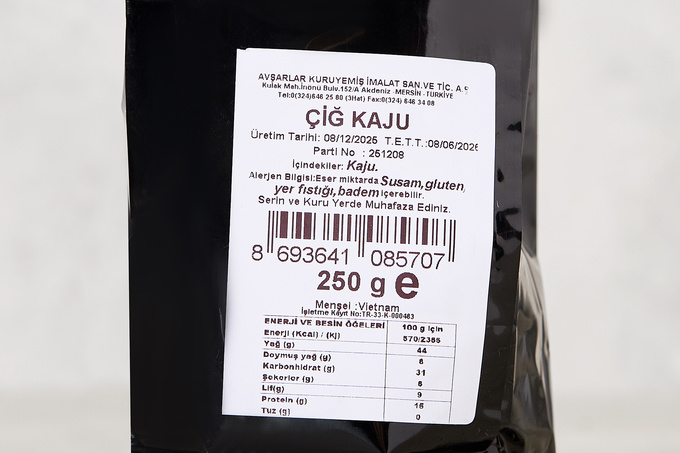 AVŞARLAR KURUYEMİŞ İMALAT SAN.VE TİC. A.Ş
Kulak Mah.İnönü Bulv.152/A Akdeniz -MERSİN -TÜRKİYE
Tel:0(324)646 25 80 (3Hat) Fax:0(324) 646 34 08
ÇİĞ KAJU
Üretim Tarihi: 08/12/2025 T.E.T.T.:08/06/2026
Parti No : 251208
İçindekiler: Kaju.
Alerjen Bilgisi:Eser miktarda Susam,gluten,
yer fıstığı,badem içerebilir.
Serin ve Kuru Yerde Muhafaza Ediniz.
8 693641 085707
250 g e
Menşei :Vietnam
İşletme Kayıt No:TR-33-K-000483
ENERJİ VE BESİN ÖĞELERİ 100 g için
Enerji (Kcal) / (kj) 570/2385
Yağ (g) 44
Doymuş yağ (g) 8
Karbonhidrat (g) 31
Şekerler (g) 6
Lif(g) 9
Protein (g) 15
Tuz (g) 0